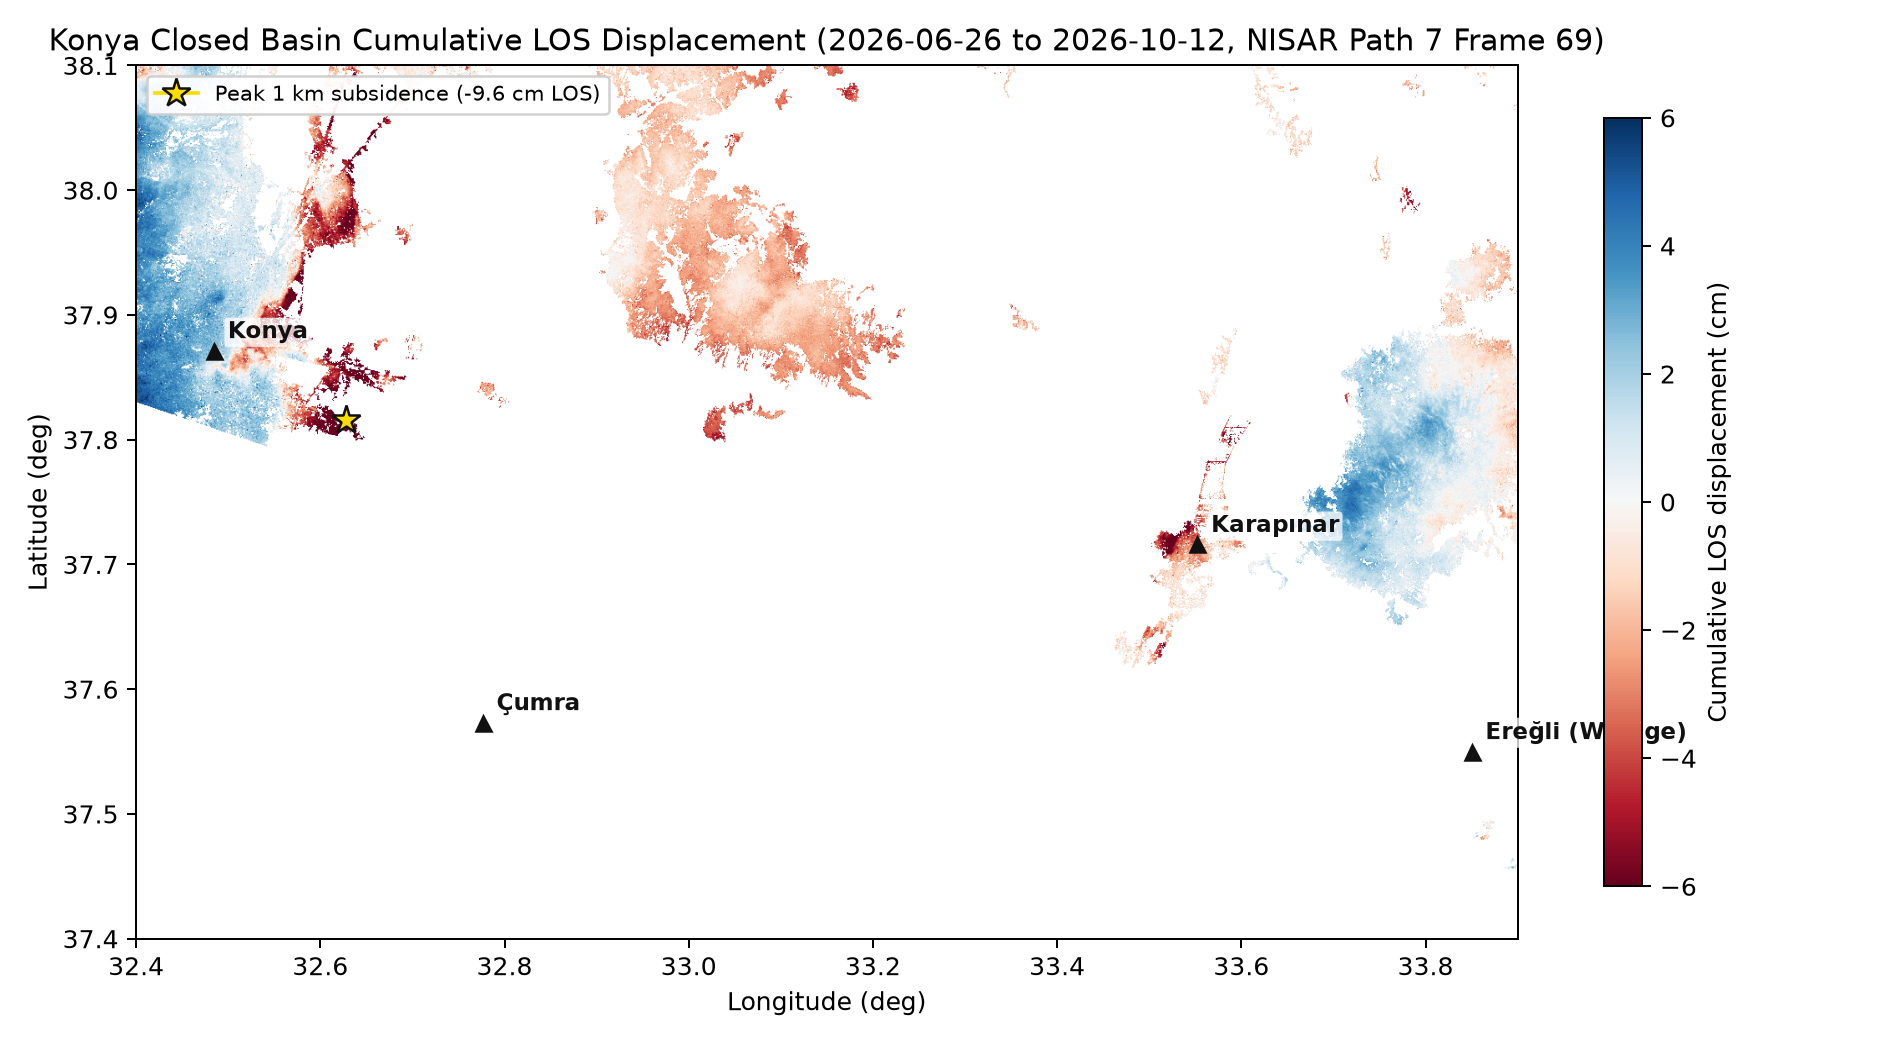 Konya Closed Basin Cumulative LOS Displacement (2026-06-26 to 2026-10-12, NISAR Path 7 Frame 69)
Peak 1 km subsidence (-9.6 cm LOS)
38.1
38.0
37.9
37.8
37.7
37.6
37.5
37.4
Latitude (deg)
Konya
Karapınar
Çumra
Ereğli (W ge)
32.4
32.6
32.8
33.0
33.2
33.4
33.6
33.8
Longitude (deg)
6
4
2
0
−2
−4
−6
Cumulative LOS displacement (cm)